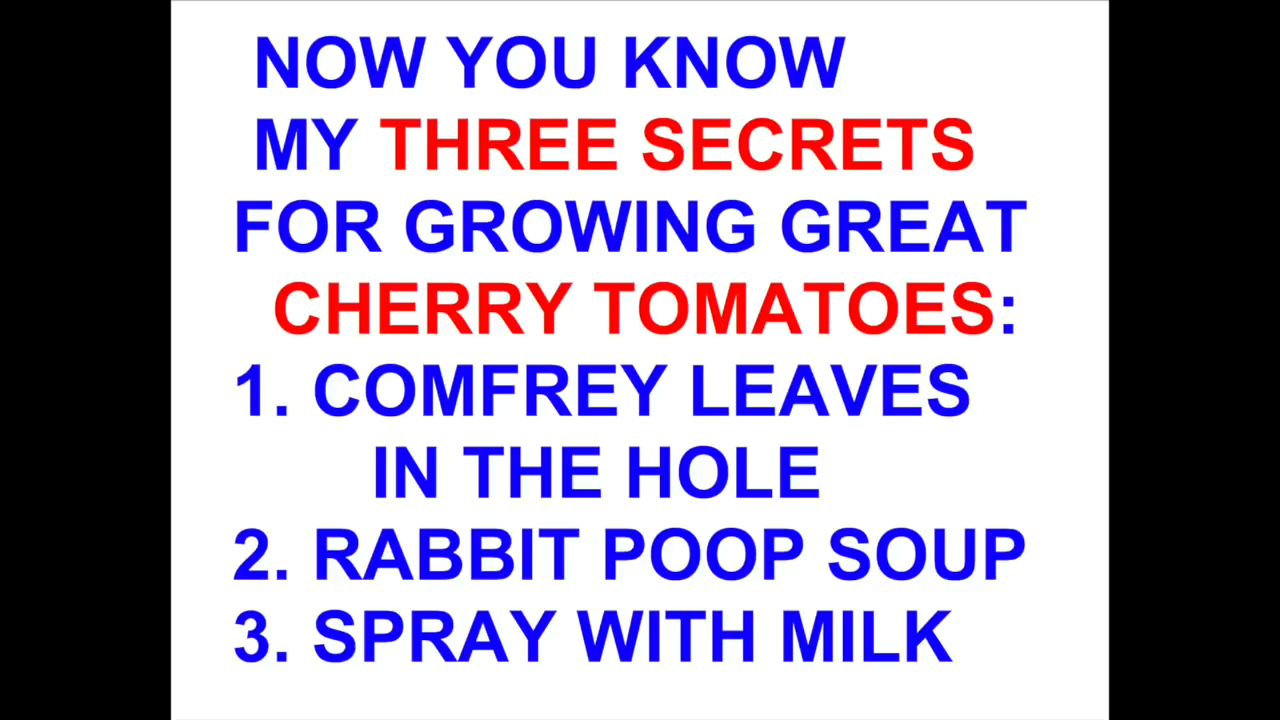 NOW YOU KNOW
MY THREE SECRETS
FOR GROWING GREAT
CHERRY TOMATOES:
1. COMFREY LEAVES
IN THE HOLE
2. RABBIT POOP SOUP
3. SPRAY WITH MILK